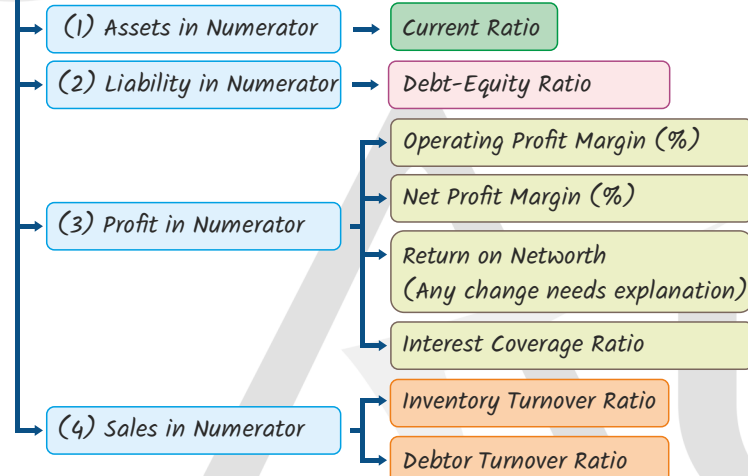 (1) Assets in Numerator
Current Ratio
(2) Liability in Numerator
Debt-Equity Ratio
(3) Profit in Numerator
Operating Profit Margin (%)
Net Profit Margin (%)
Return on Networth
(Any change needs explanation)
Interest Coverage Ratio
(4) Sales in Numerator
Inventory Turnover Ratio
Debtor Turnover Ratio